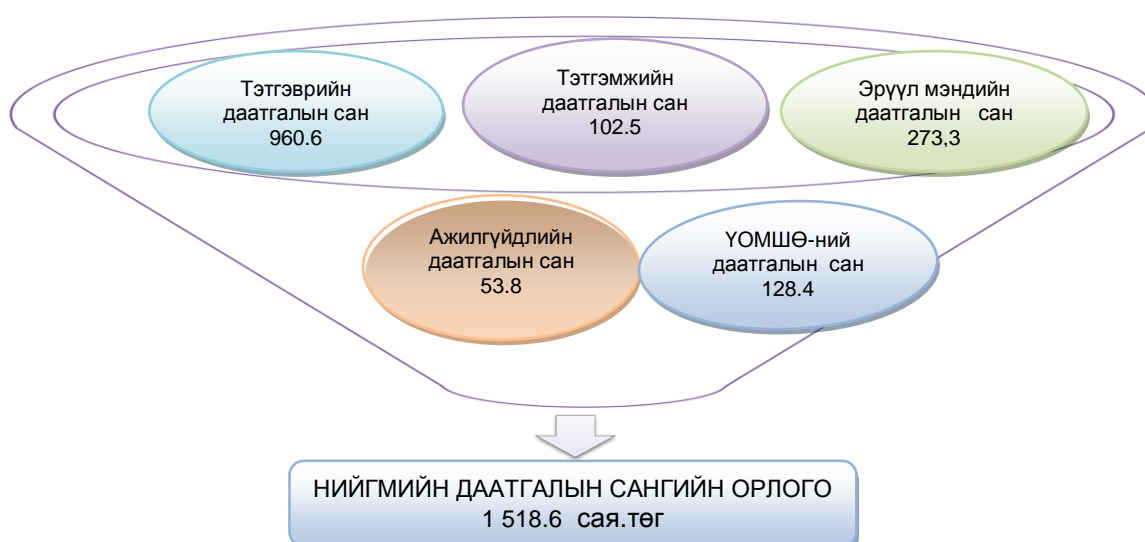 Тэтгэврийн
даатгалын сан
960.6
Тэтгэмжийн
даатгалын сан
102.5
Эрүүл мэндийн
даатгалын сан
273,3
Ажилгүйдлийн
даатгалын сан
53.8
ҮОМШӨ-ний
даатгалын сан
128.4
НИЙГМИЙН ДААТГАЛЫН САНГИЙН ОРЛОГО
1 518.6 сая.төг